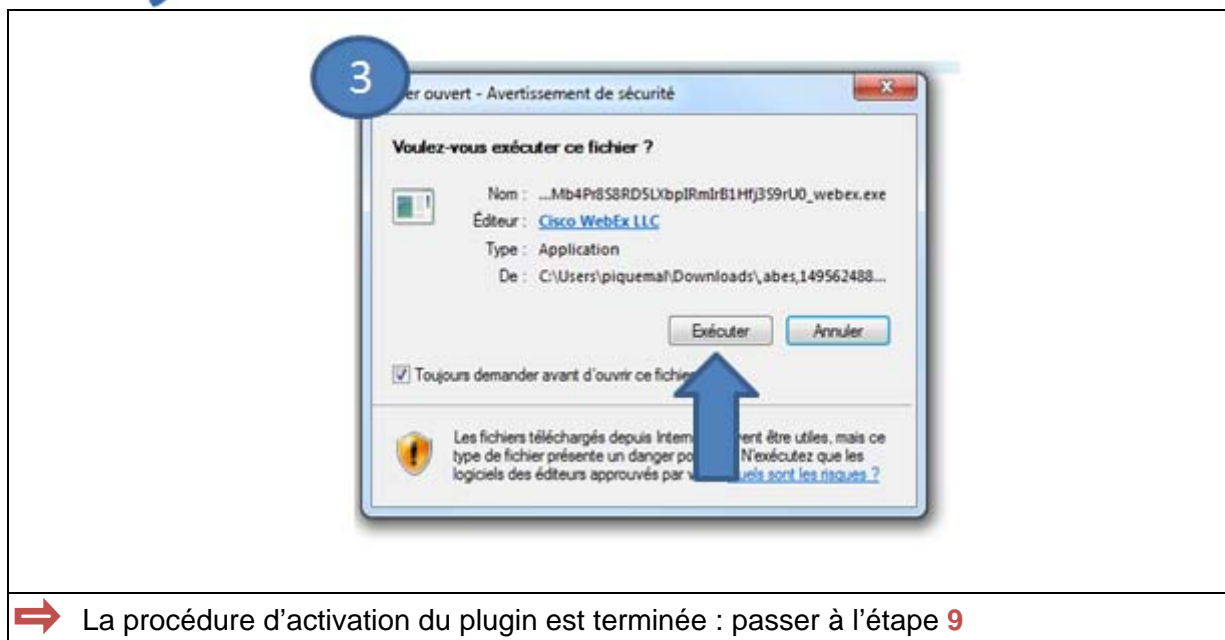 3
er ouvert - Avertissement de sécurité
Voulez-vous exécuter ce fichier ?
Nom : ...Mb4Pr8S8RD5LXbpIRmIrB1Hfj3S9rU0_webex.exe
Éditeur : Cisco WebEx LLC
Type : Application
De : C:\Users\piquemal\Downloads\,abes,149562488...
Exécuter Annuler
Toujours demander avant d'ouvrir ce fichier
Les fichiers téléchargés depuis Intern vent être utiles, mais ce
type de fichier présente un danger po N'exécutez que les
logiciels des éditeurs approuvés par v uels sont les risques ?
La procédure d'activation du plugin est terminée : passer à l'étape 9